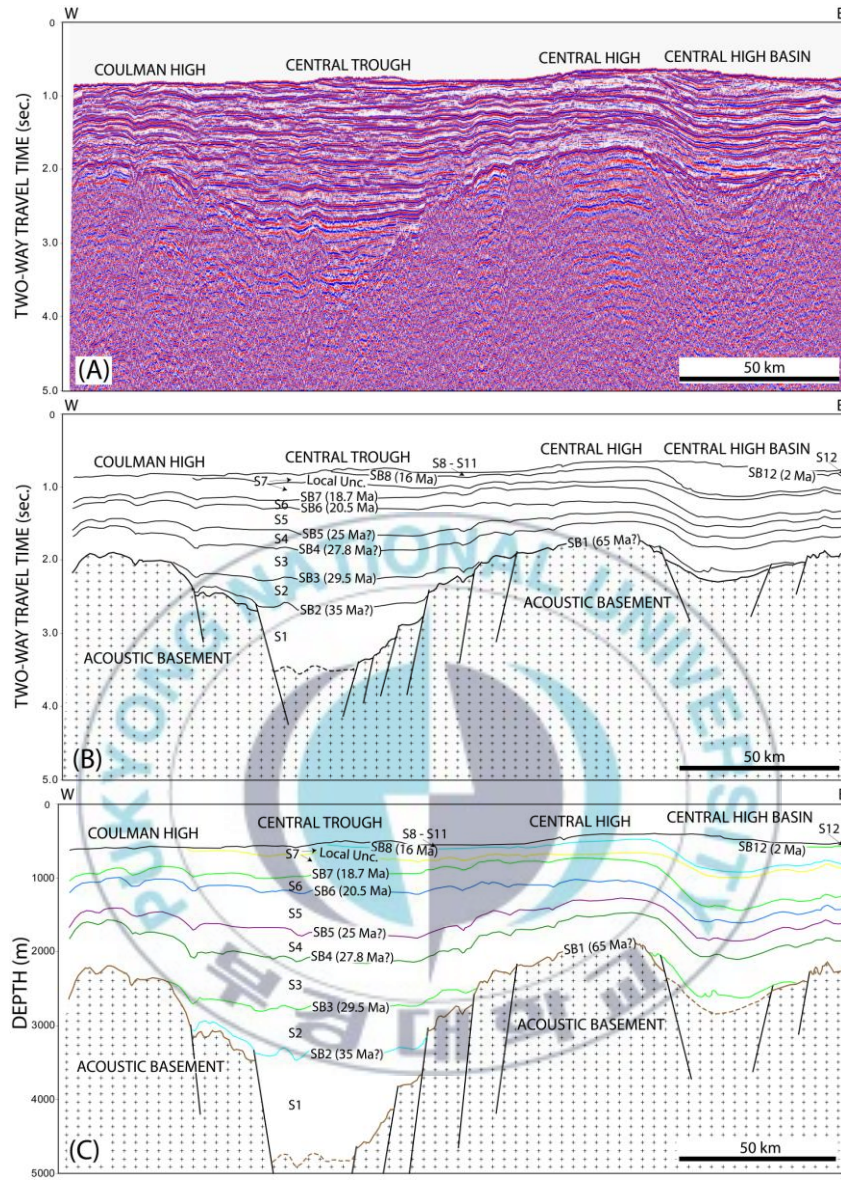 W
E
0
COULMAN HIGH
CENTRAL TROUGH
CENTRAL HIGH
CENTRAL HIGH BASIN
1.0
2.0
3.0
4.0
5.0
TWO-WAY TRAVEL TIME (sec.)
(A)
50 km
W
E
0
COULMAN HIGH
CENTRAL TROUGH
S8 - S11
CENTRAL HIGH
CENTRAL HIGH BASIN
S12
S7
Local Unc.
SB8 (16 Ma)
SB12 (2 Ma)
1.0
SB7 (18.7 Ma)
S6
SB6 (20.5 Ma)
S5
SB5 (25 Ma?)
S4
SB4 (27.8 Ma?)
SB1 (65 Ma?)
2.0
S3
SB3 (29.5 Ma)
S2
SB2 (35 Ma?)
ACOUSTIC BASEMENT
3.0
S1
ACOUSTIC BASEMENT
4.0
5.0
TWO-WAY TRAVEL TIME (sec.)
(B)
50 km
W
E
0
COULMAN HIGH
CENTRAL TROUGH
S8 - S11
CENTRAL HIGH
CENTRAL HIGH BASIN
S12
S7
Local Unc.
SB8 (16 Ma)
SB12 (2 Ma)
1000
SB7 (18.7 Ma)
S6
SB6 (20.5 Ma)
S5
SB5 (25 Ma?)
2000
S4
SB4 (27.8 Ma?)
SB1 (65 Ma?)
S3
SB3 (29.5 Ma)
3000
S2
SB2 (35 Ma?)
ACOUSTIC BASEMENT
ACOUSTIC BASEMENT
4000
S1
5000
DEPTH (m)
(C)
50 km
PUKYONG NATIONAL UNIVERSITY